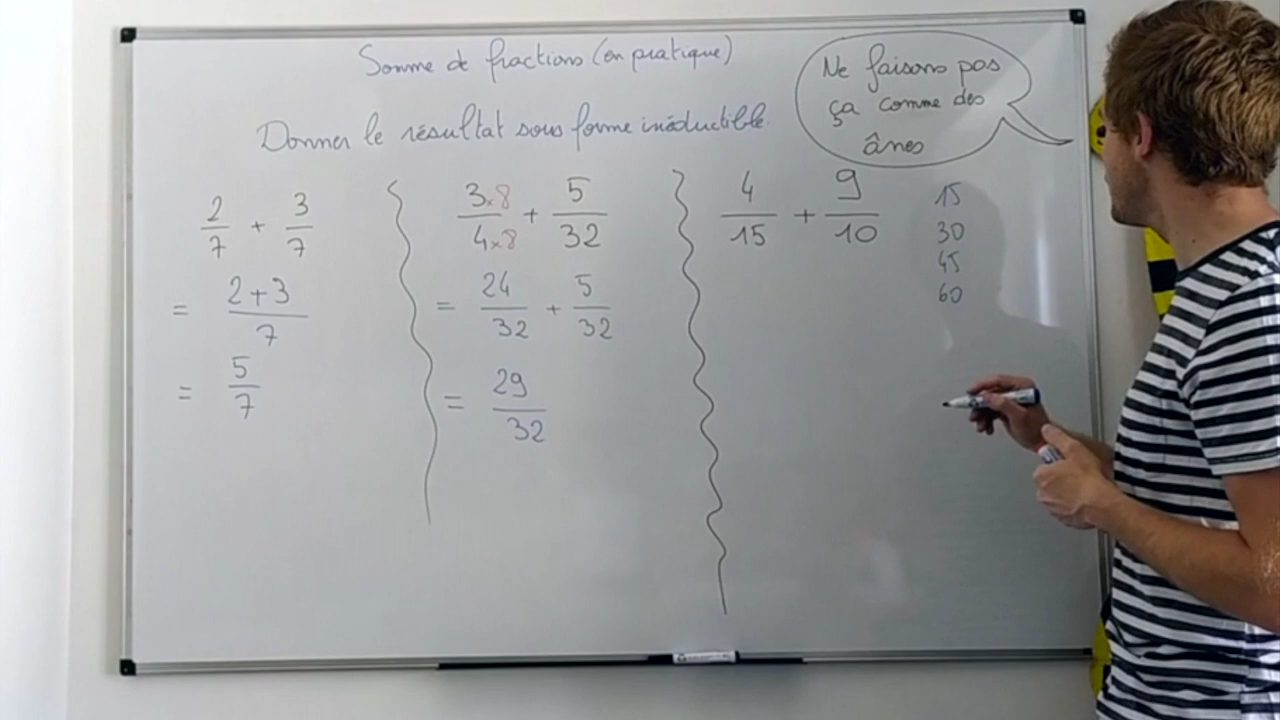 Somme de fractions (en pratique)
Ne faisons pas
ça comme des
ânes
Donner le résultat sous forme irréductible.
2/7 + 3/7
= 2+3/7
= 5/7
3×8/4×8 + 5/32
= 24/32 + 5/32
= 29/32
4/15 + 9/10
15
30
45
60